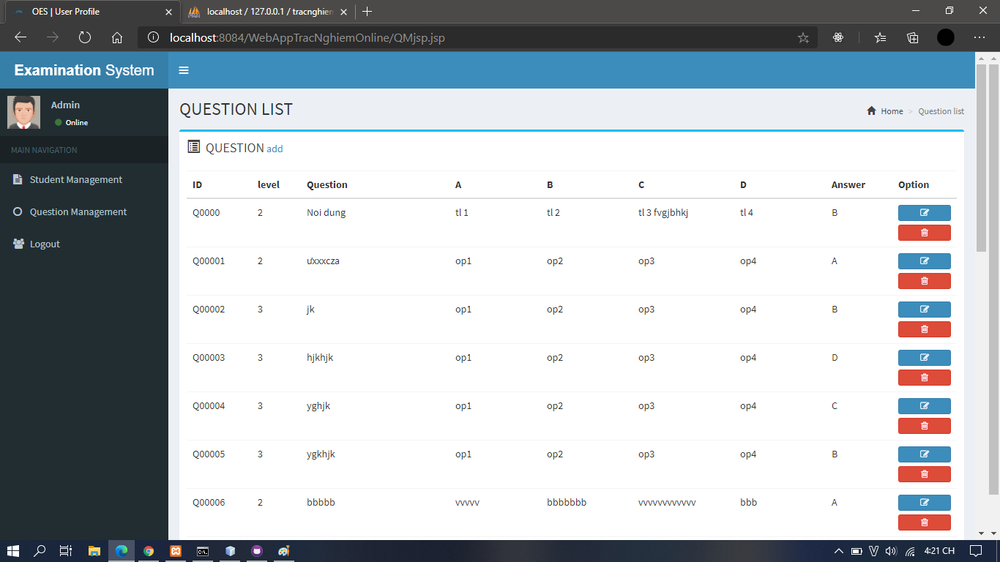 OES | User Profile
localhost / 127.0.0.1 / tracnghiem
localhost:8084/WebAppTracNghiemOnline/QMjsp.jsp
Examination System
Admin
Online
MAIN NAVIGATION
Student Management
Question Management
Logout
QUESTION LIST
Home > Question list
QUESTION add
ID level Question A B C D Answer Option
Q0000 2 Noi dung tl 1 tl 2 tl 3 fvgjbhkj tl 4 B
Q00001 2 ưxxxcza op1 op2 op3 op4 A
Q00002 3 jk op1 op2 op3 op4 B
Q00003 3 hjkhjk op1 op2 op3 op4 D
Q00004 3 yghjk op1 op2 op3 op4 C
Q00005 3 ygkhjk op1 op2 op3 op4 B
Q00006 2 bbbbb vvvvv bbbbbbb vvvvvvvvvvvv bbb A
4:21 CH